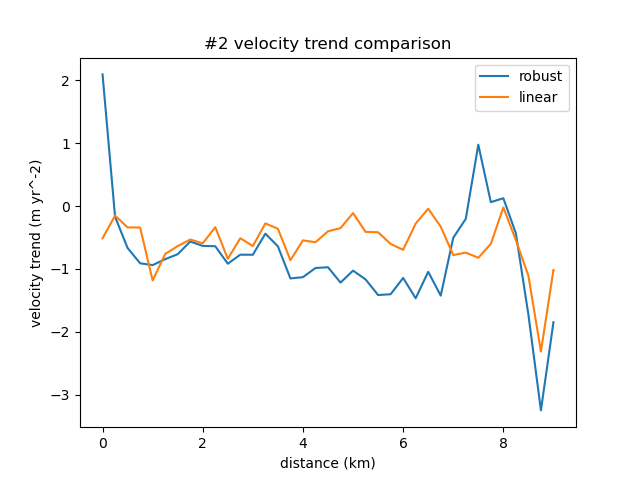 #2 velocity trend comparison
robust
linear
velocity trend (m yr^-2)
2
1
0
−1
−2
−3
0
2
4
6
8
distance (km)